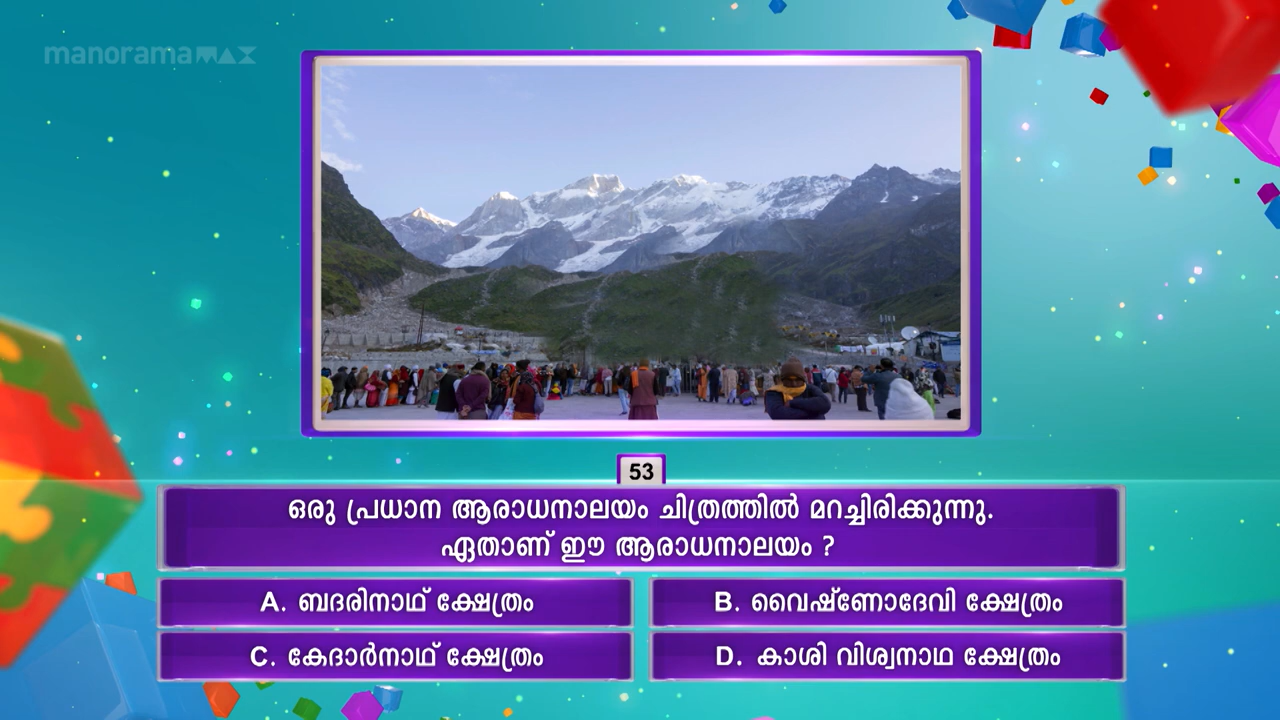 manoramaMAX
53
ഒരു പ്രധാന ആരാധനാലയം ചിത്രത്തിൽ മറച്ചിരിക്കുന്നു.
ഏതാണ് ഈ ആരാധനാലയം ?
A. ബദരിനാഥ് ക്ഷേത്രം
B. വൈഷ്ണോദേവി ക്ഷേത്രം
C. കേദാർനാഥ് ക്ഷേത്രം
D. കാശി വിശ്വനാഥ ക്ഷേത്രം